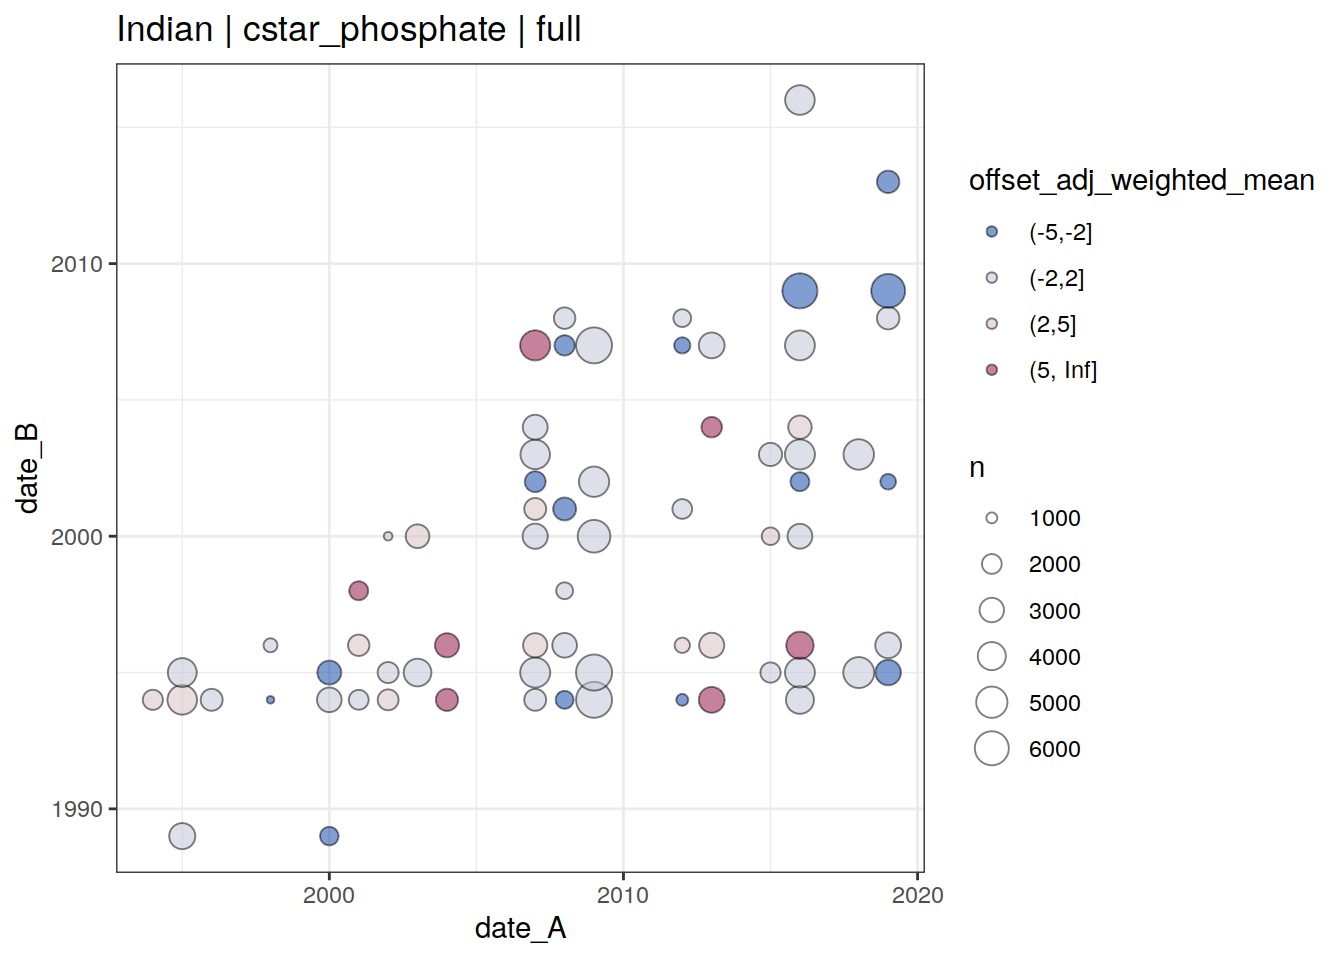 Indian | cstar_phosphate | full
offset_adj_weighted_mean
(-5,-2]
(-2,2]
(2,5]
(5, Inf]
n
1000
2000
3000
4000
5000
6000
date_B
2010
2000
1990
2000
2010
2020
date_A